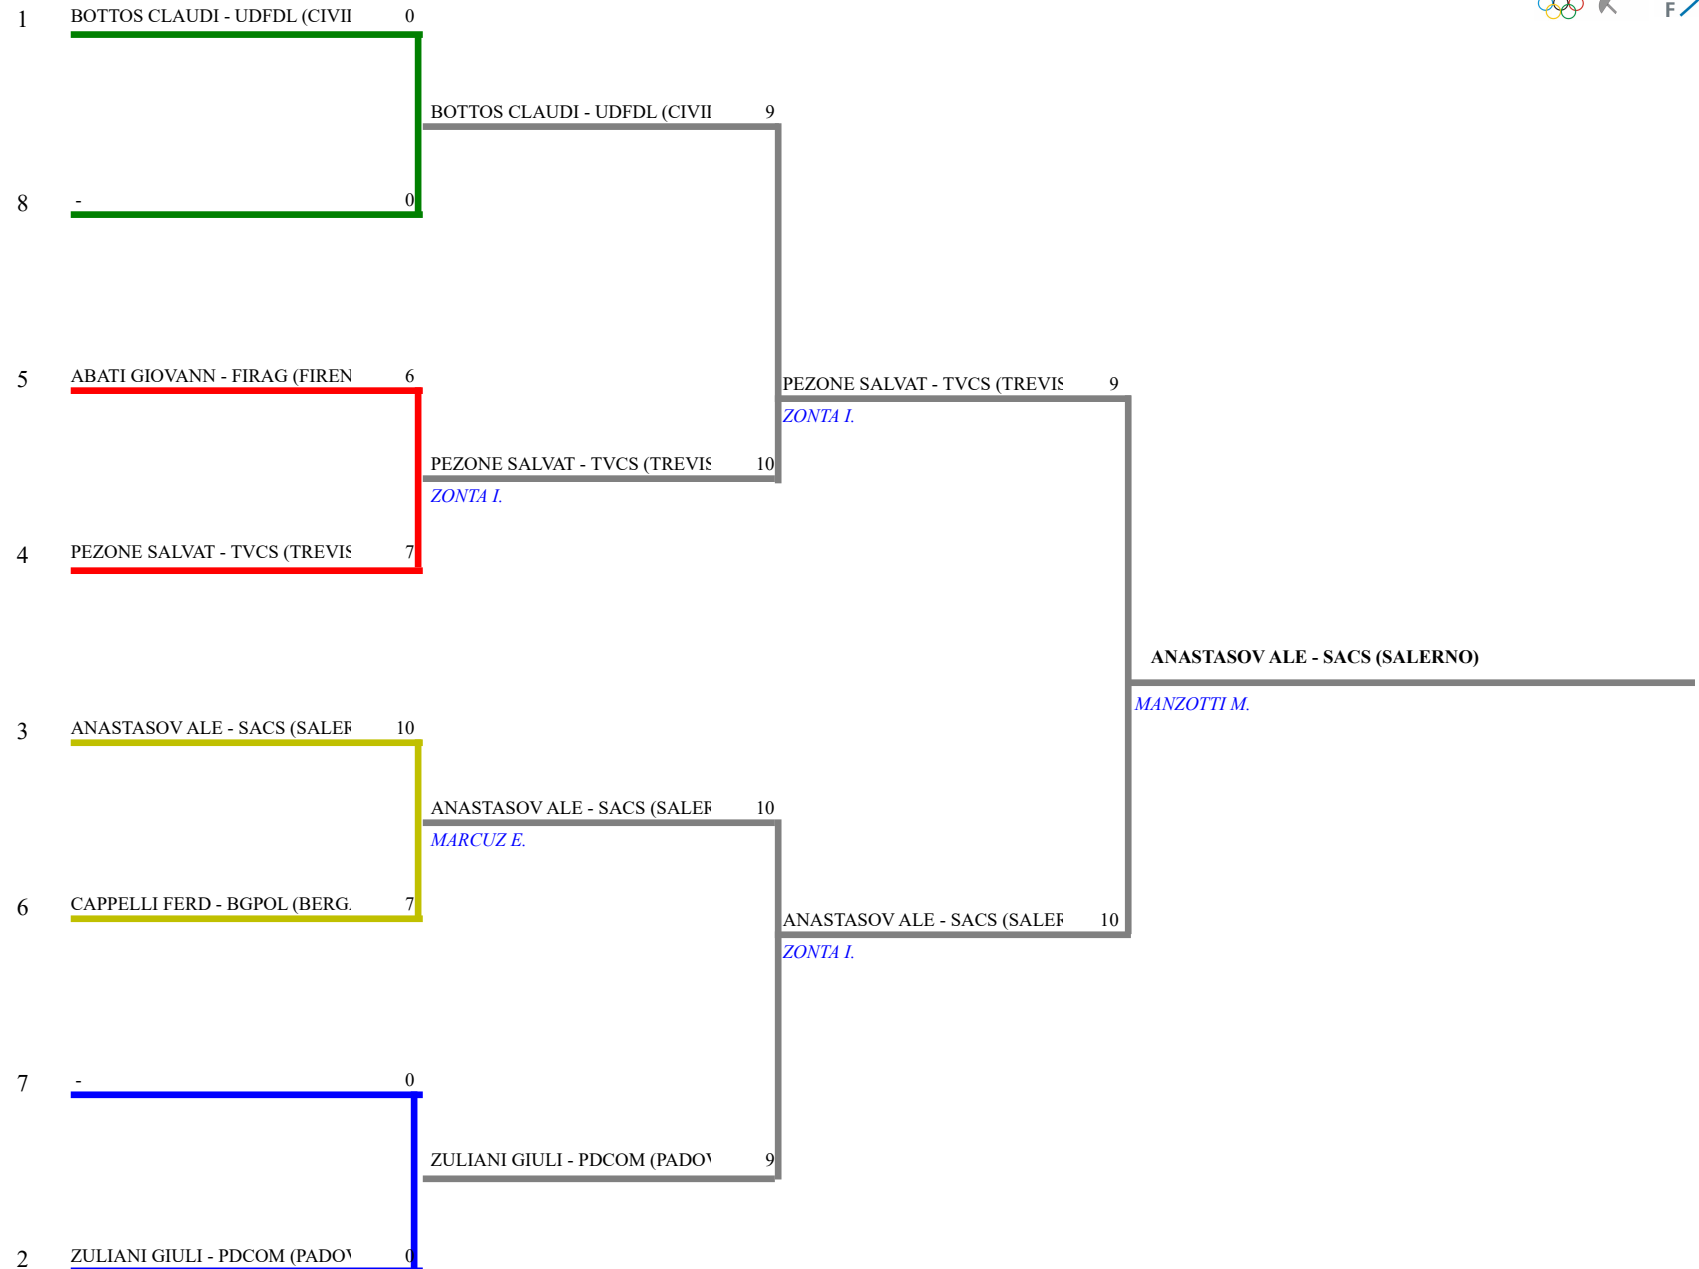 1 BOTTOS CLAUDI - UDFDL (CIVII 0
F
BOTTOS CLAUDI - UDFDL (CIVII 9
8 - 0
5 ABATI GIOVANN - FIRAG (FIREN 6
PEZONE SALVAT - TVCS (TREVIS 9
ZONTA I.
PEZONE SALVAT - TVCS (TREVIS 10
ZONTA I.
4 PEZONE SALVAT - TVCS (TREVIS 7
ANASTASOV ALE - SACS (SALERNO)
MANZOTTI M.
3 ANASTASOV ALE - SACS (SALER 10
ANASTASOV ALE - SACS (SALER 10
MARCUZ E.
6 CAPPELLI FERD - BGPOL (BERG. 7
ANASTASOV ALE - SACS (SALER 10
ZONTA I.
7 - 0
ZULIANI GIULI - PDCOM (PADOV 9
2 ZULIANI GIULI - PDCOM (PADOV 0